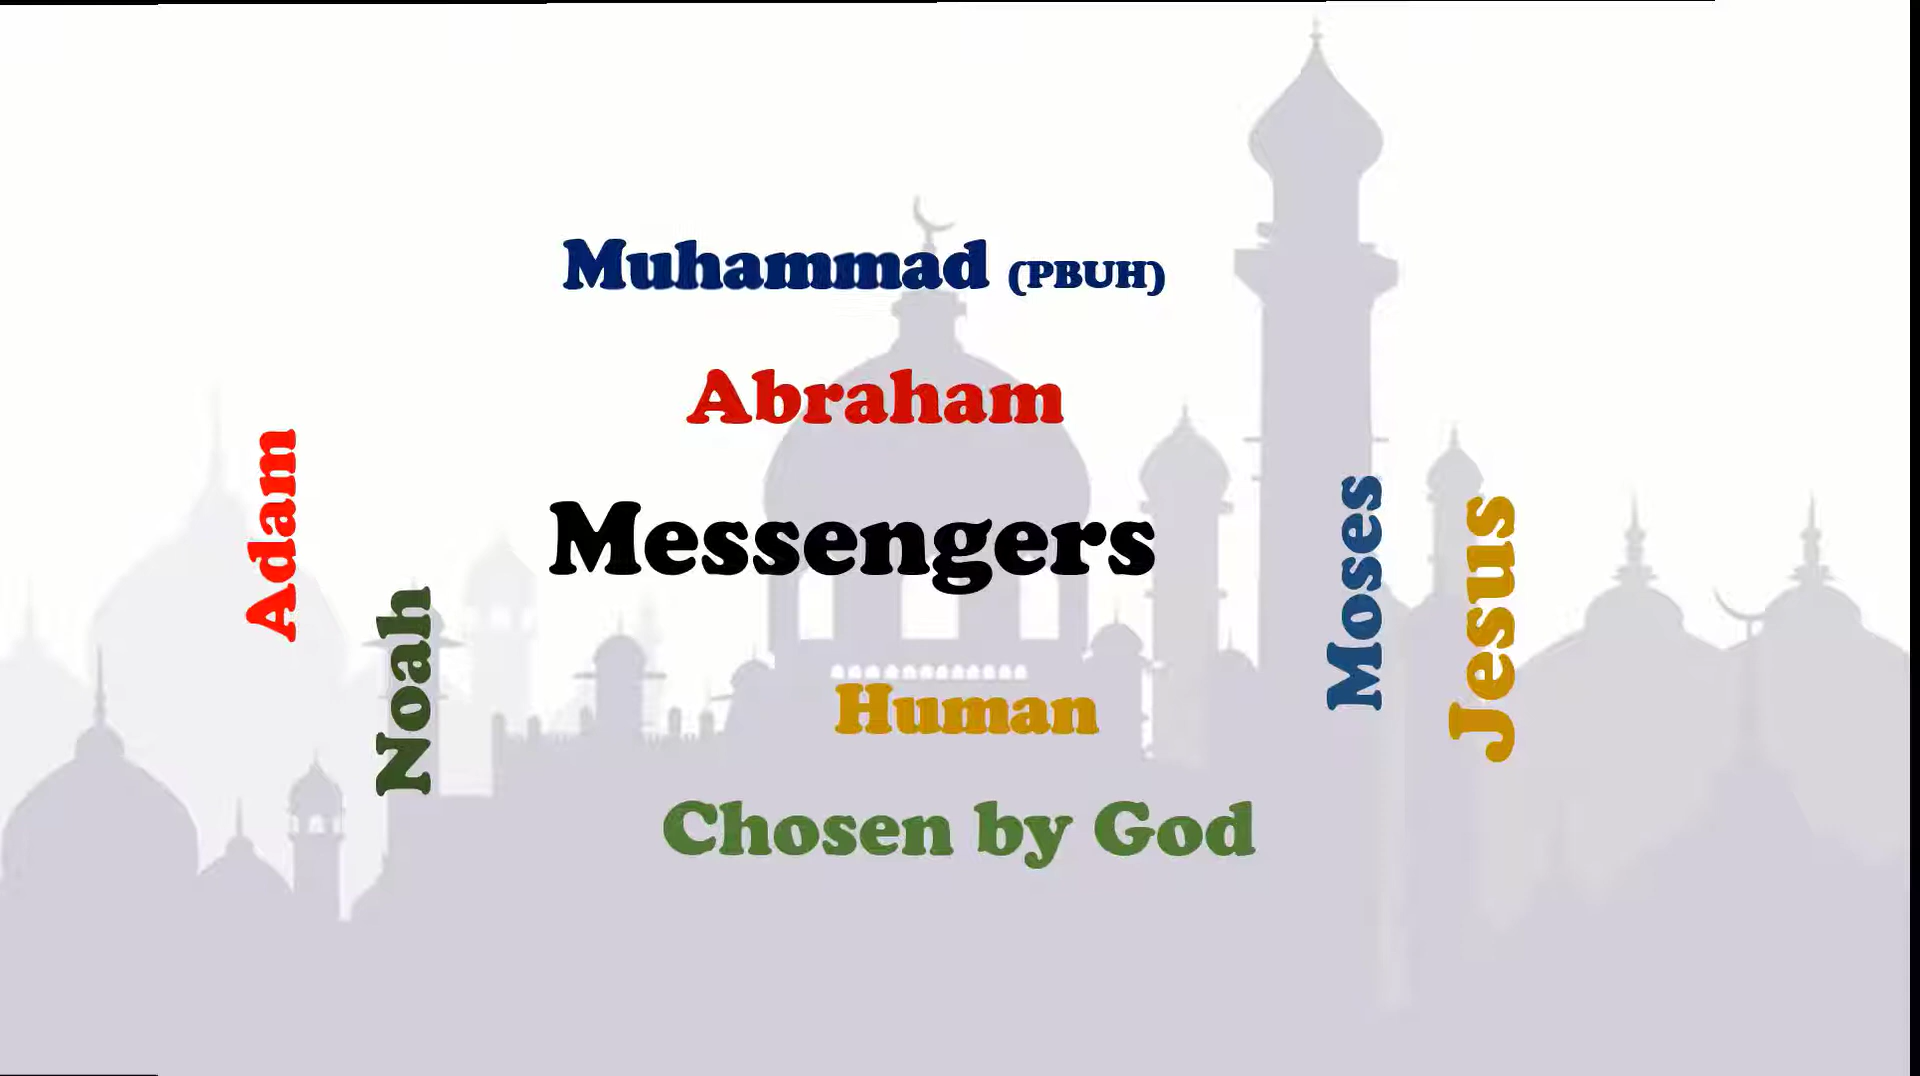 Muhammad (PBUH)
Abraham
Adam
Messengers
Moses
Jesus
Noah
Human
Chosen by God